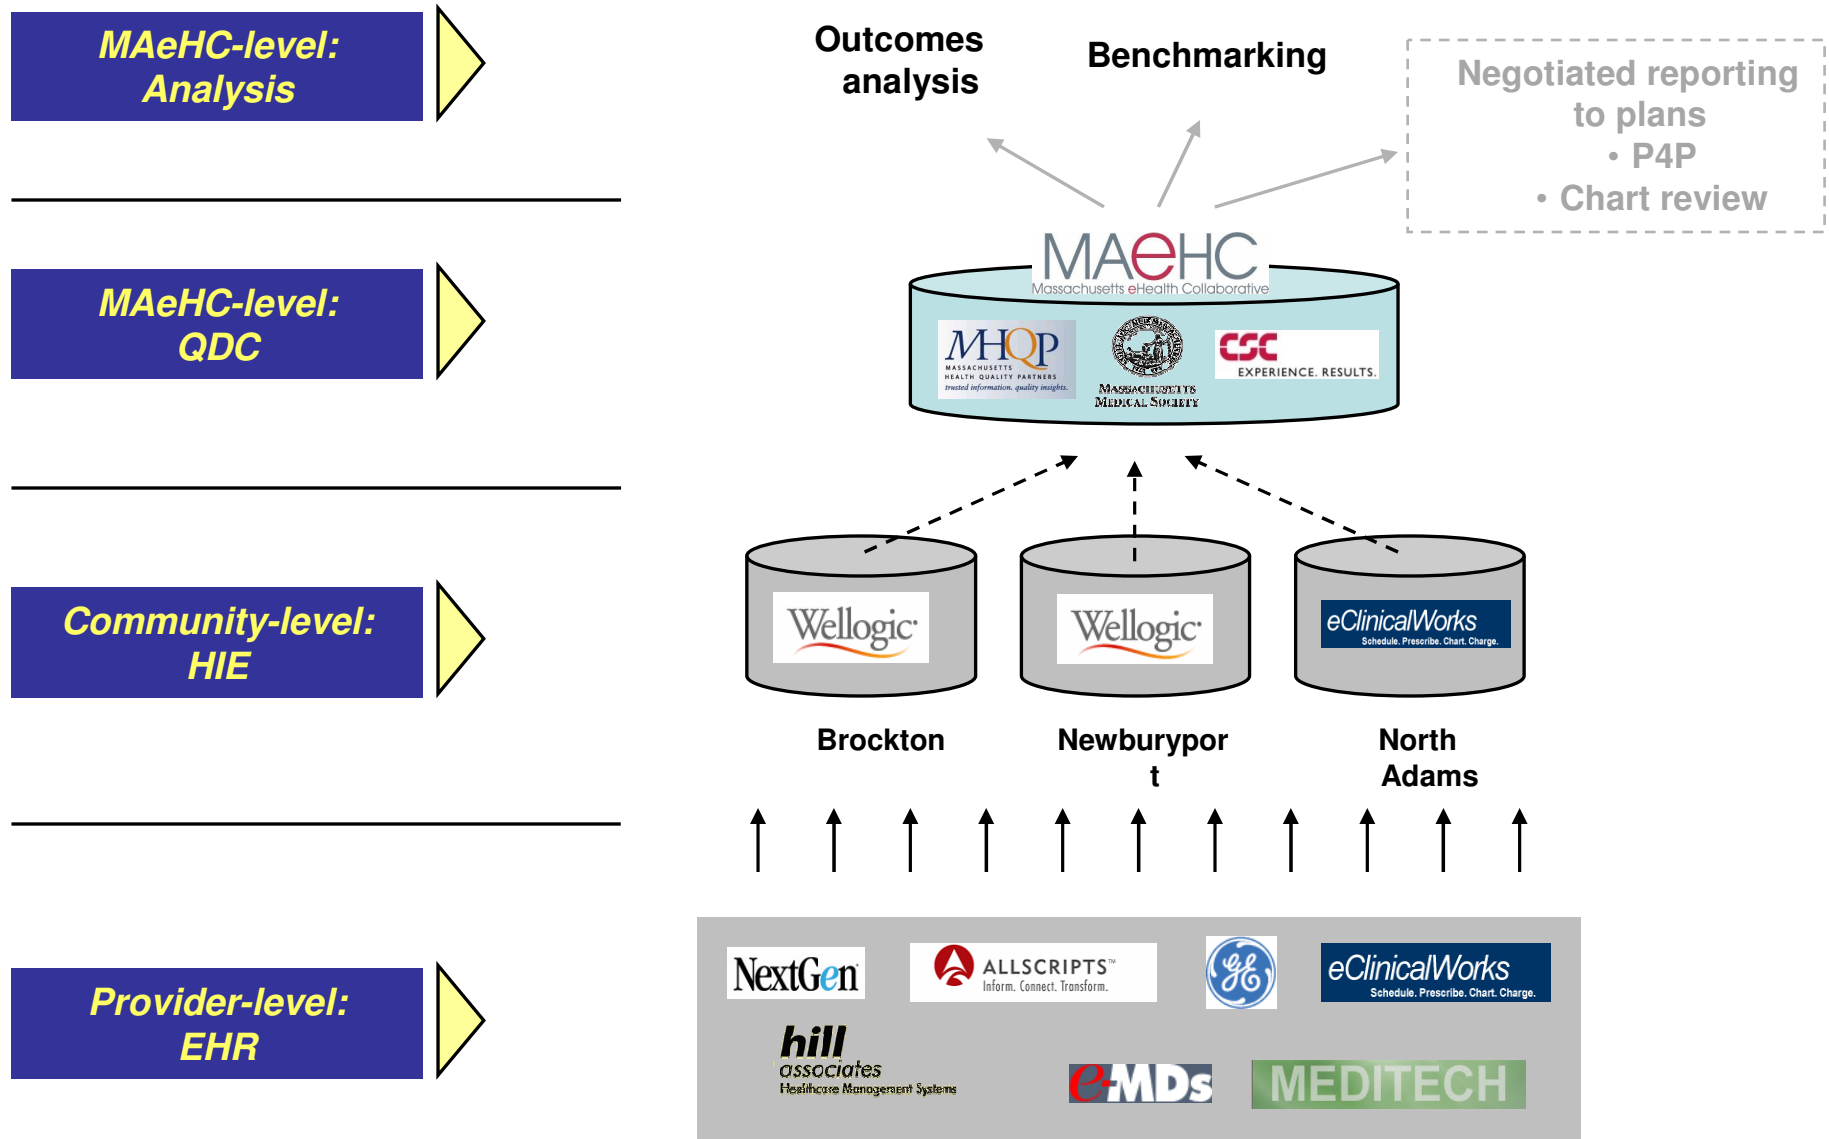 MAeHC-level:
Analysis
Outcomes
analysis
Benchmarking
Negotiated reporting
to plans
• P4P
• Chart review
MAeHC-level:
QDC
MAeHC
Massachusetts eHealth Collaborative
MHQP
MASSACHUSETTS
HEALTH QUALITY PARTNERS
trusted information. quality insights.
MASSACHUSETTS
MEDICAL SOCIETY
CSC
EXPERIENCE. RESULTS.
Community-level:
HIE
Wellogic
Wellogic
eClinicalWorks
Schedule. Prescribe. Chart. Charge.
Brockton
Newburypor
t
North
Adams
Provider-level:
EHR
NextGen
ALLSCRIPTS™
Inform. Connect. Transform.
GE
eClinicalWorks
Schedule. Prescribe. Chart. Charge.
hill
associates
Healthcare Management Systems
e-MDs
MEDITECH